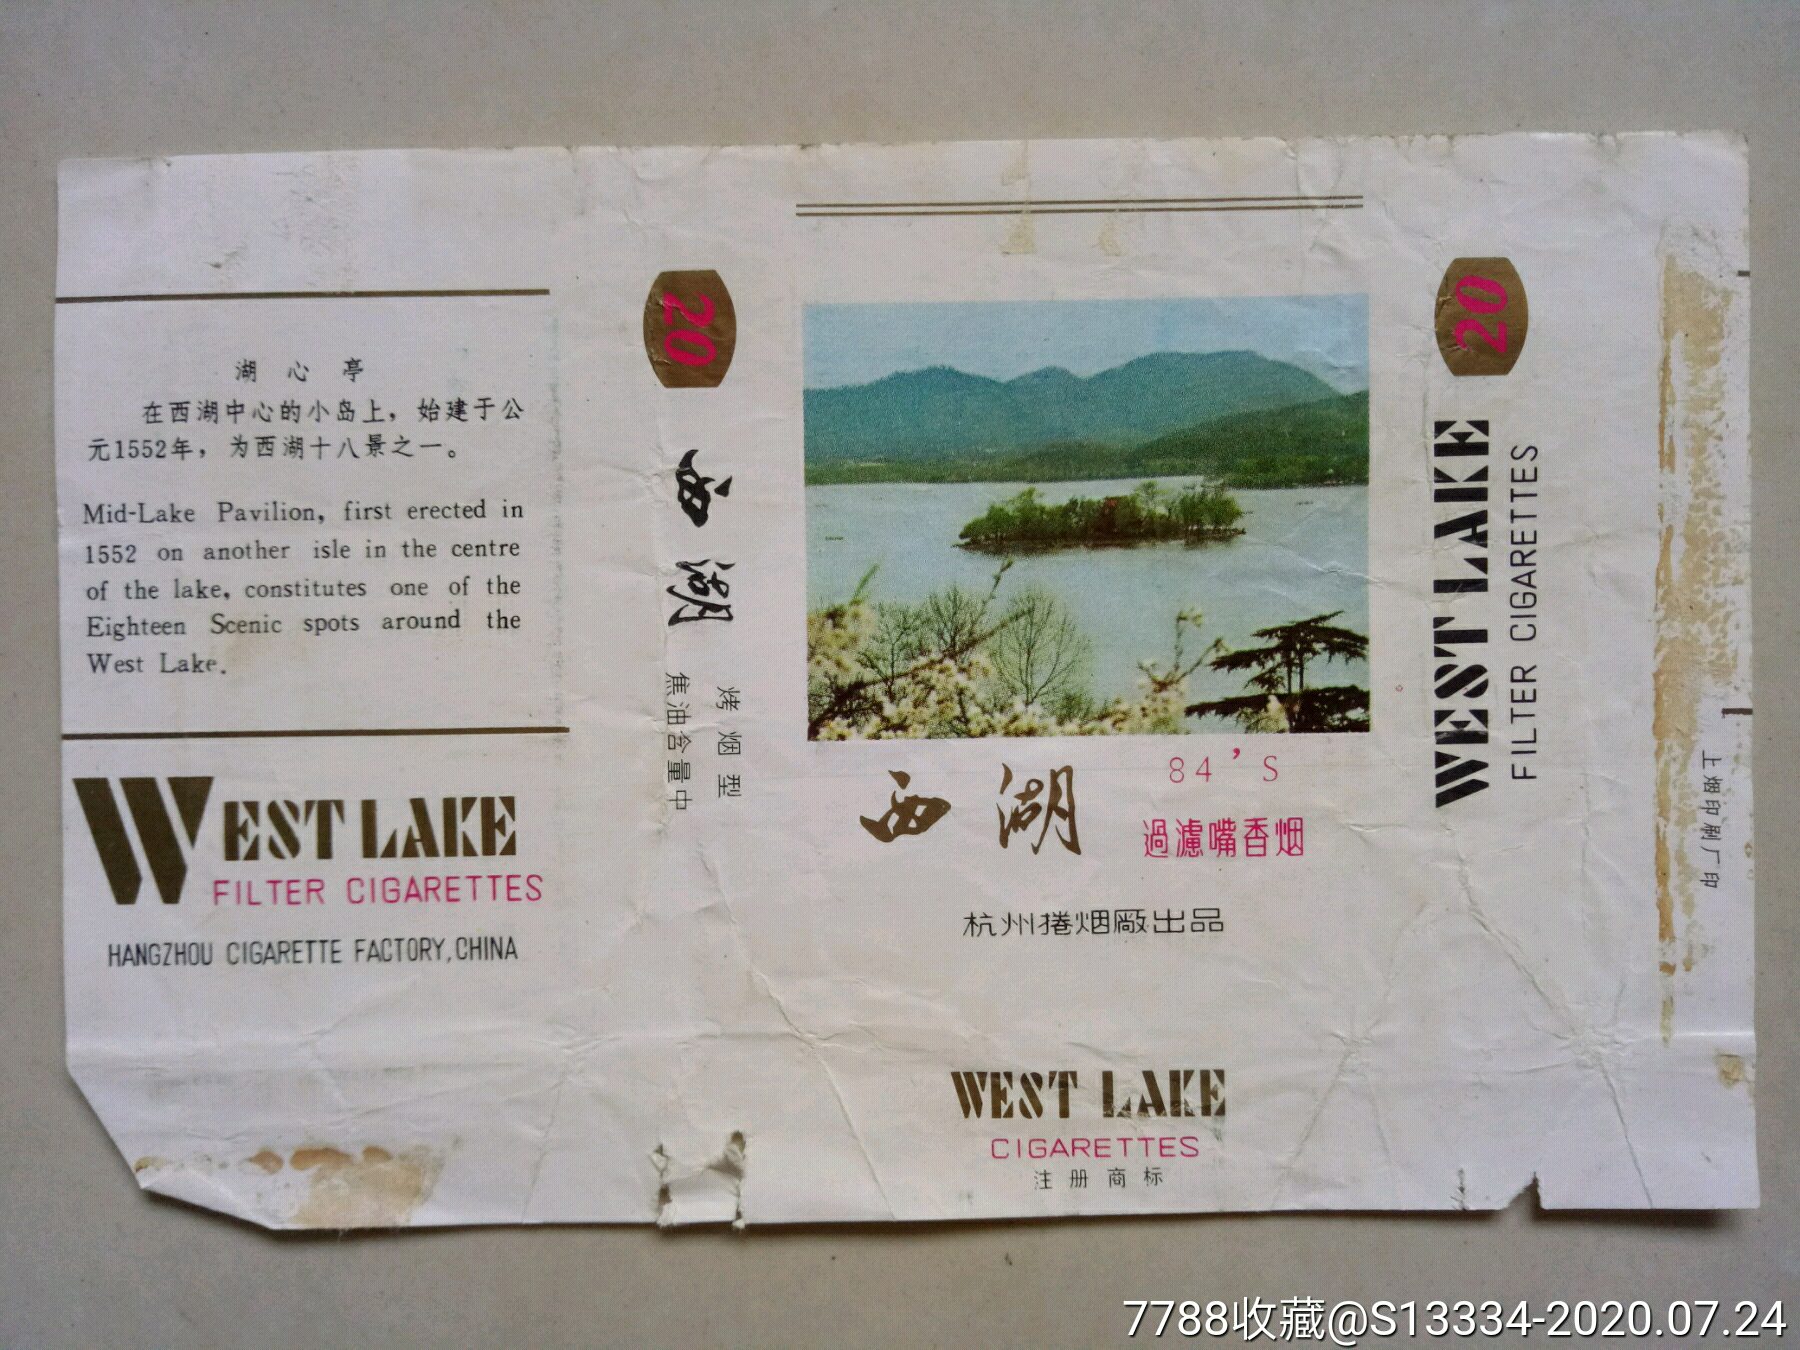 湖心亭
在西湖中心的小岛上，始建于公
元1552年，为西湖十八景之一。
Mid-Lake Pavilion, first erected in
1552 on another isle in the centre
of the lake, constitutes one of the
Eighteen Scenic spots around the
West Lake.
WEST LAKE
FILTER CIGARETTES
HANGZHOU CIGARETTE FACTORY, CHINA
20
西湖
烤烟型
焦油含量中
西湖
84'S
過濾嘴香烟
杭州捲烟廠出品
WEST LAKE
CIGARETTES
注册商标
20
WEST LAKE
FILTER CIGARETTES
上烟印刷厂印
7788收藏@S13334-2020.07.24